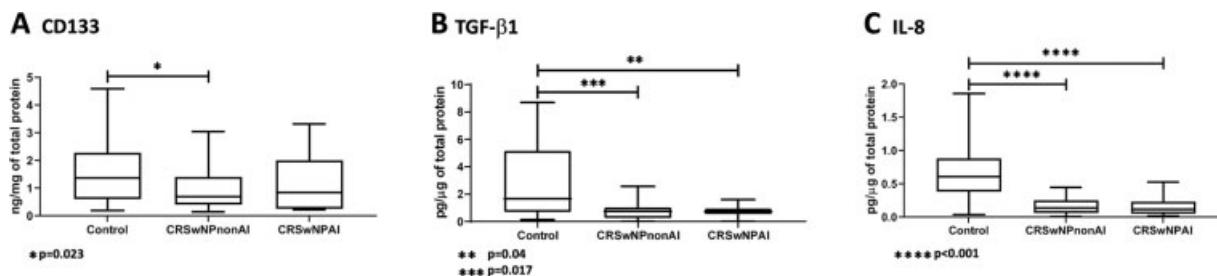 A CD133
*
ng/mg of total protein
5
4
3
2
1
0
Control CRSwNPnonAI CRSwNPAI
*p=0.023
B TGF-β1
**
***
pg/µg of total protein
10
8
6
4
2
0
Control CRSwNPnonAI CRSwNPAI
** p=0.04
*** p=0.017
C IL-8
****
****
pg/µg of total protein
2.0
1.5
1.0
0.5
0.0
Control CRSwNPnonAI CRSwNPAI
**** p<0.001